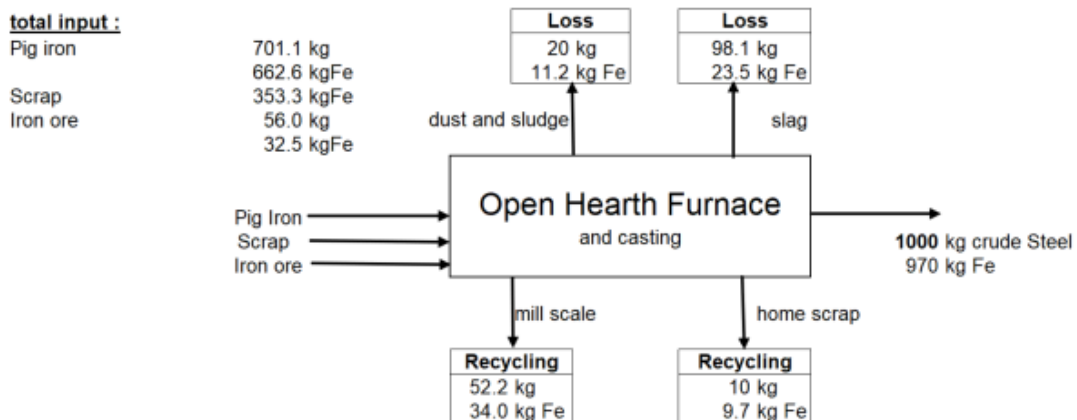 total input :
Pig iron 701.1 kg
662.6 kgFe
Scrap 353.3 kgFe
Iron ore 56.0 kg
32.5 kgFe
Loss
20 kg
11.2 kg Fe
Loss
98.1 kg
23.5 kg Fe
dust and sludge
slag
Open Hearth Furnace
and casting
Pig Iron
Scrap
Iron ore
1000 kg crude Steel
970 kg Fe
mill scale
home scrap
Recycling
52.2 kg
34.0 kg Fe
Recycling
10 kg
9.7 kg Fe